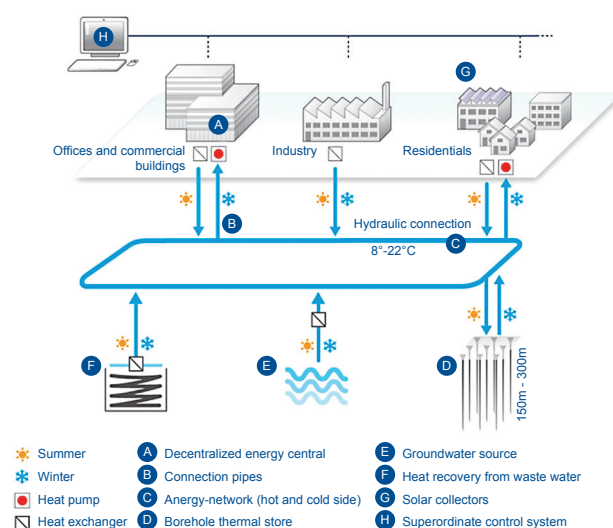 H
G
A
Offices and commercial
buildings
Industry
Residentials
B
Hydraulic connection
C
8°-22°C
F
E
D
150m - 300m
Summer
Winter
Heat pump
Heat exchanger
A Decentralized energy central
B Connection pipes
C Anergy-network (hot and cold side)
D Borehole thermal store
E Groundwater source
F Heat recovery from waste water
G Solar collectors
H Superordinate control system